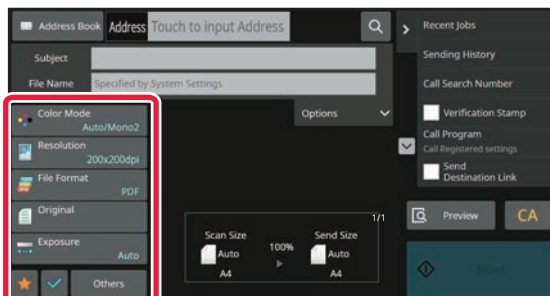 Address Book
Address
Touch to input Address
Subject
File Name
Specified by System Settings
Color Mode
Auto/Mono2
Resolution
200x200dpi
File Format
PDF
Original
Exposure
Auto
Others
Options
Scan Size
Auto
A4
100%
Send Size
Auto
A4
1/1
Recent Jobs
Sending History
Call Search Number
Verification Stamp
Call Program
Call Registered settings
Send
Destination Link
Preview
CA
Start